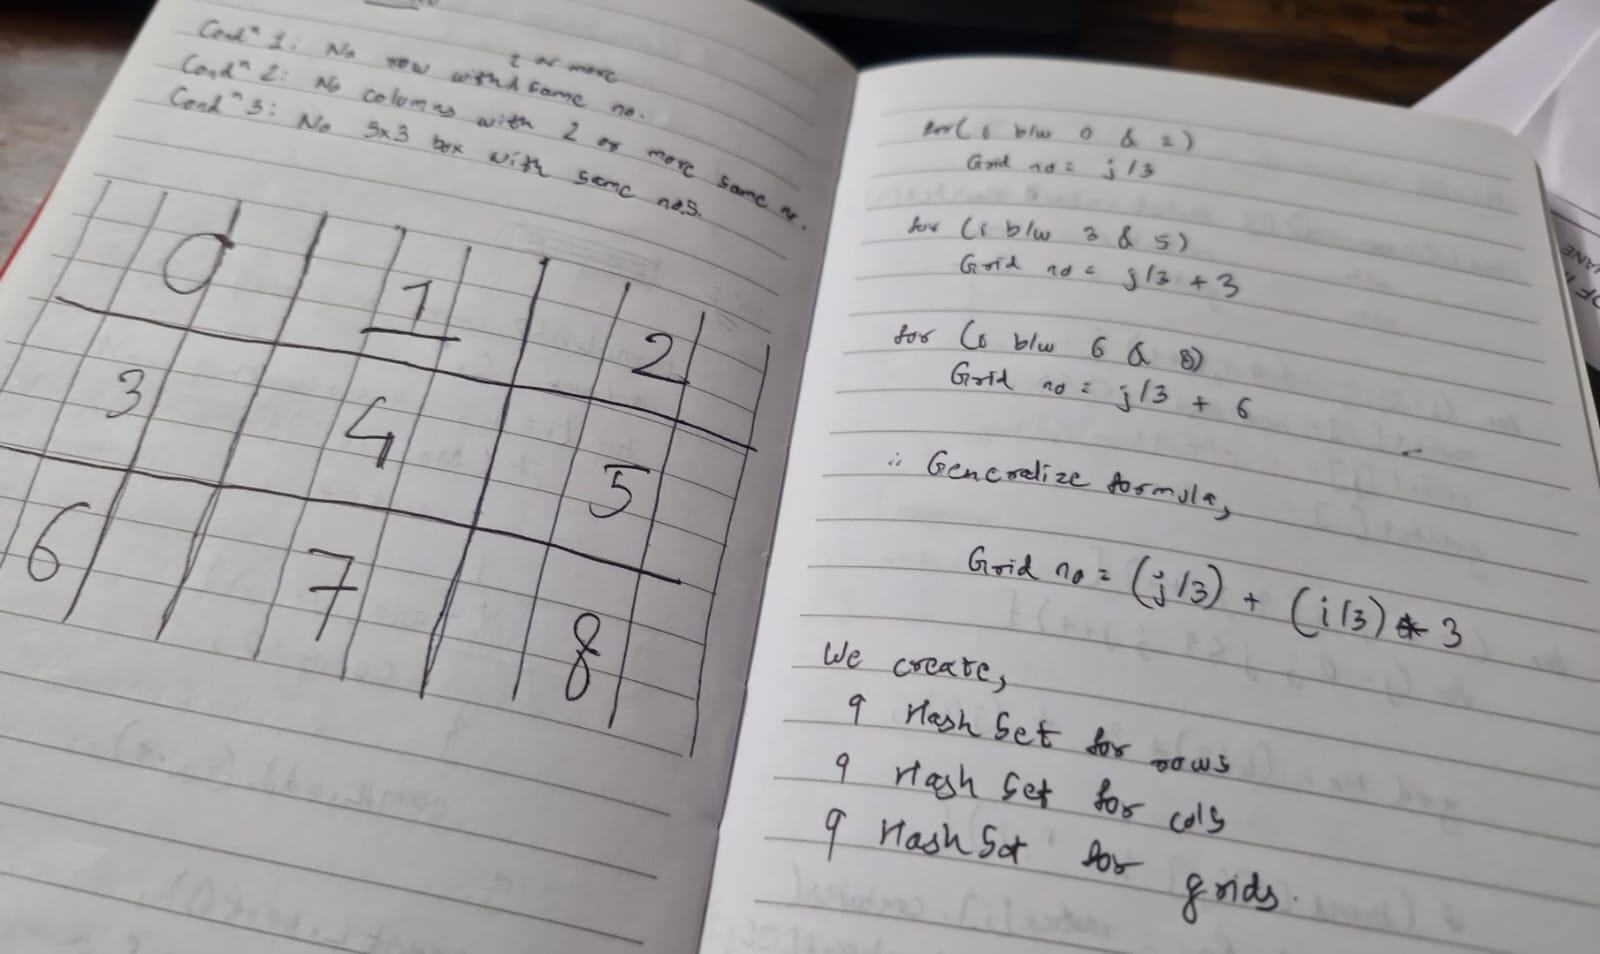 Condⁿ 1: No row with 2 or more same no.
Condⁿ 2: No columns with 2 or more same no.
Condⁿ 3: No 3x3 box with same nos.
0
1
2
3
4
5
6
7
8
for (i b/w 0 & 2)
Grid no = j/3
for (i b/w 3 & 5)
Grid no = j/3 + 3
for (i b/w 6 & 8)
Grid no = j/3 + 6
∴ Generalize formula,
Grid no = (j/3) + (i/3) * 3
We create,
9 Hash Set for rows
9 Hash Set for cols
9 Hash Set for grids.